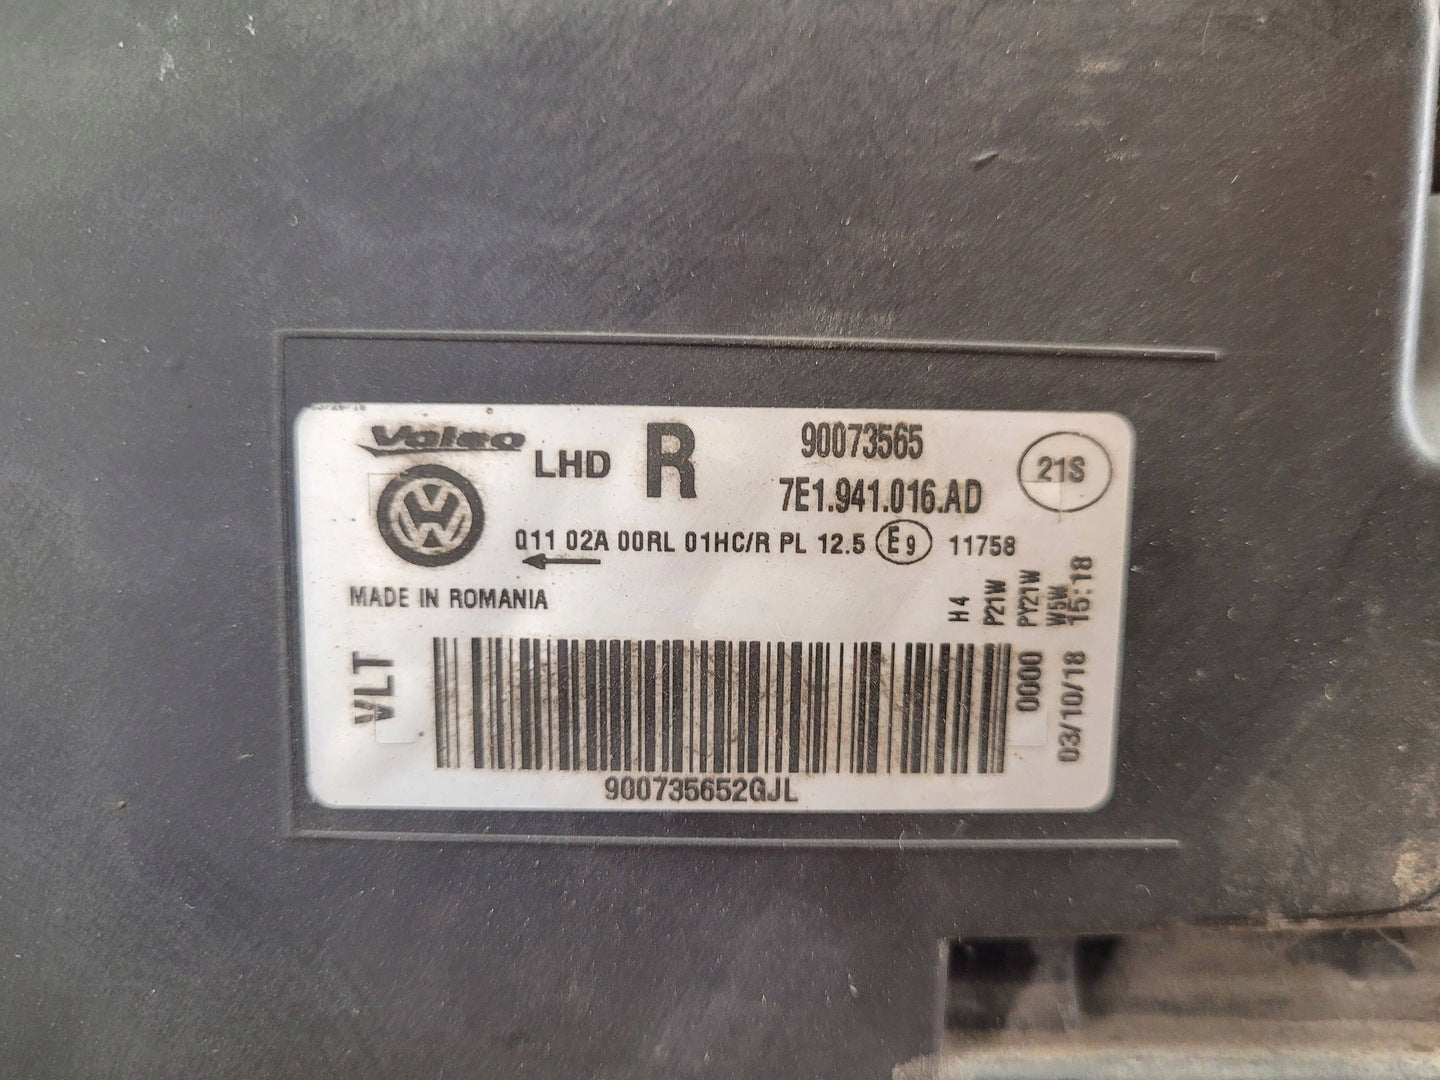 Valeo
LHD R 90073565
7E1.941.016.AD
21S
011 02A 00RL 01HC/R PL 12.5 E9 11758
MADE IN ROMANIA
H4
P21W
PY21W
W5W
15:18
VLT
0000
03/10/18
900735652GJL